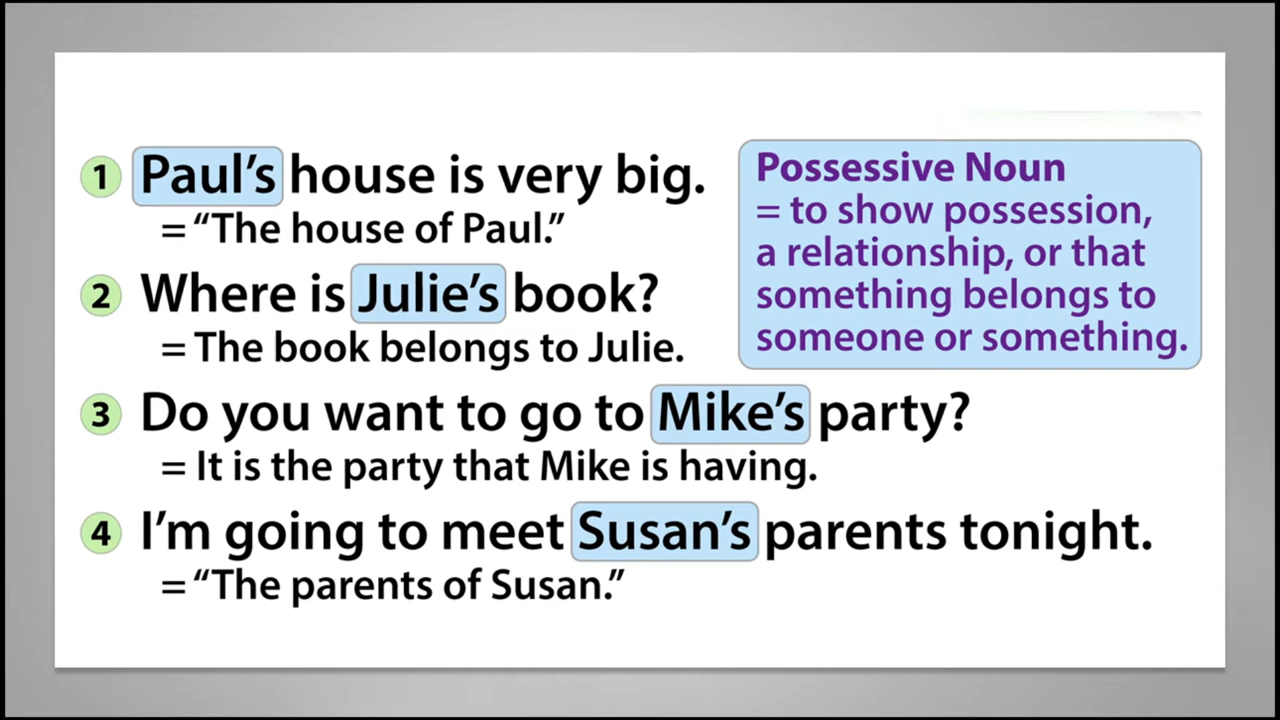 1 Paul’s house is very big.
= “The house of Paul.”
2 Where is Julie’s book?
= The book belongs to Julie.
3 Do you want to go to Mike’s party?
= It is the party that Mike is having.
4 I’m going to meet Susan’s parents tonight.
= “The parents of Susan.”
Possessive Noun
= to show possession,
a relationship, or that
something belongs to
someone or something.